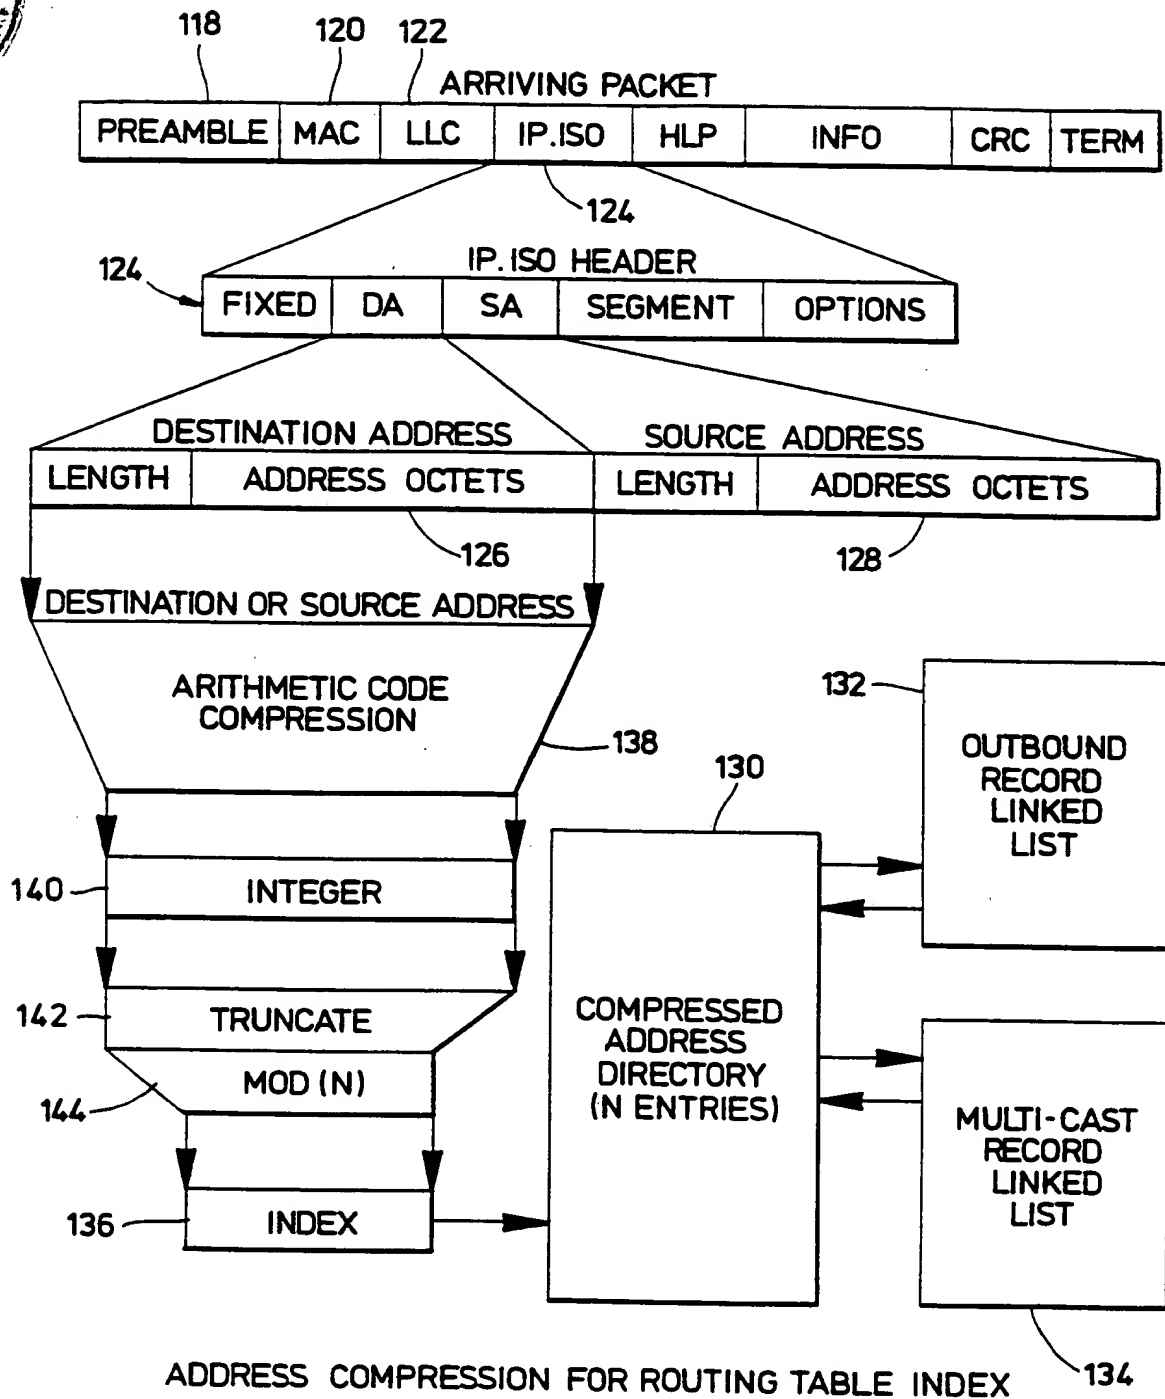 118 120 122
ARRIVING PACKET
PREAMBLE MAC LLC IP.ISO HLP INFO CRC TERM
124
IP.ISO HEADER
124
FIXED DA SA SEGMENT OPTIONS
DESTINATION ADDRESS SOURCE ADDRESS
LENGTH ADDRESS OCTETS LENGTH ADDRESS OCTETS
126 128
DESTINATION OR SOURCE ADDRESS
ARITHMETIC CODE
COMPRESSION
138
140
INTEGER
142
TRUNCATE
MOD (N)
144
136
INDEX
130
COMPRESSED
ADDRESS
DIRECTORY
(N ENTRIES)
132
OUTBOUND
RECORD
LINKED
LIST
MULTI-CAST
RECORD
LINKED
LIST
134
ADDRESS COMPRESSION FOR ROUTING TABLE INDEX